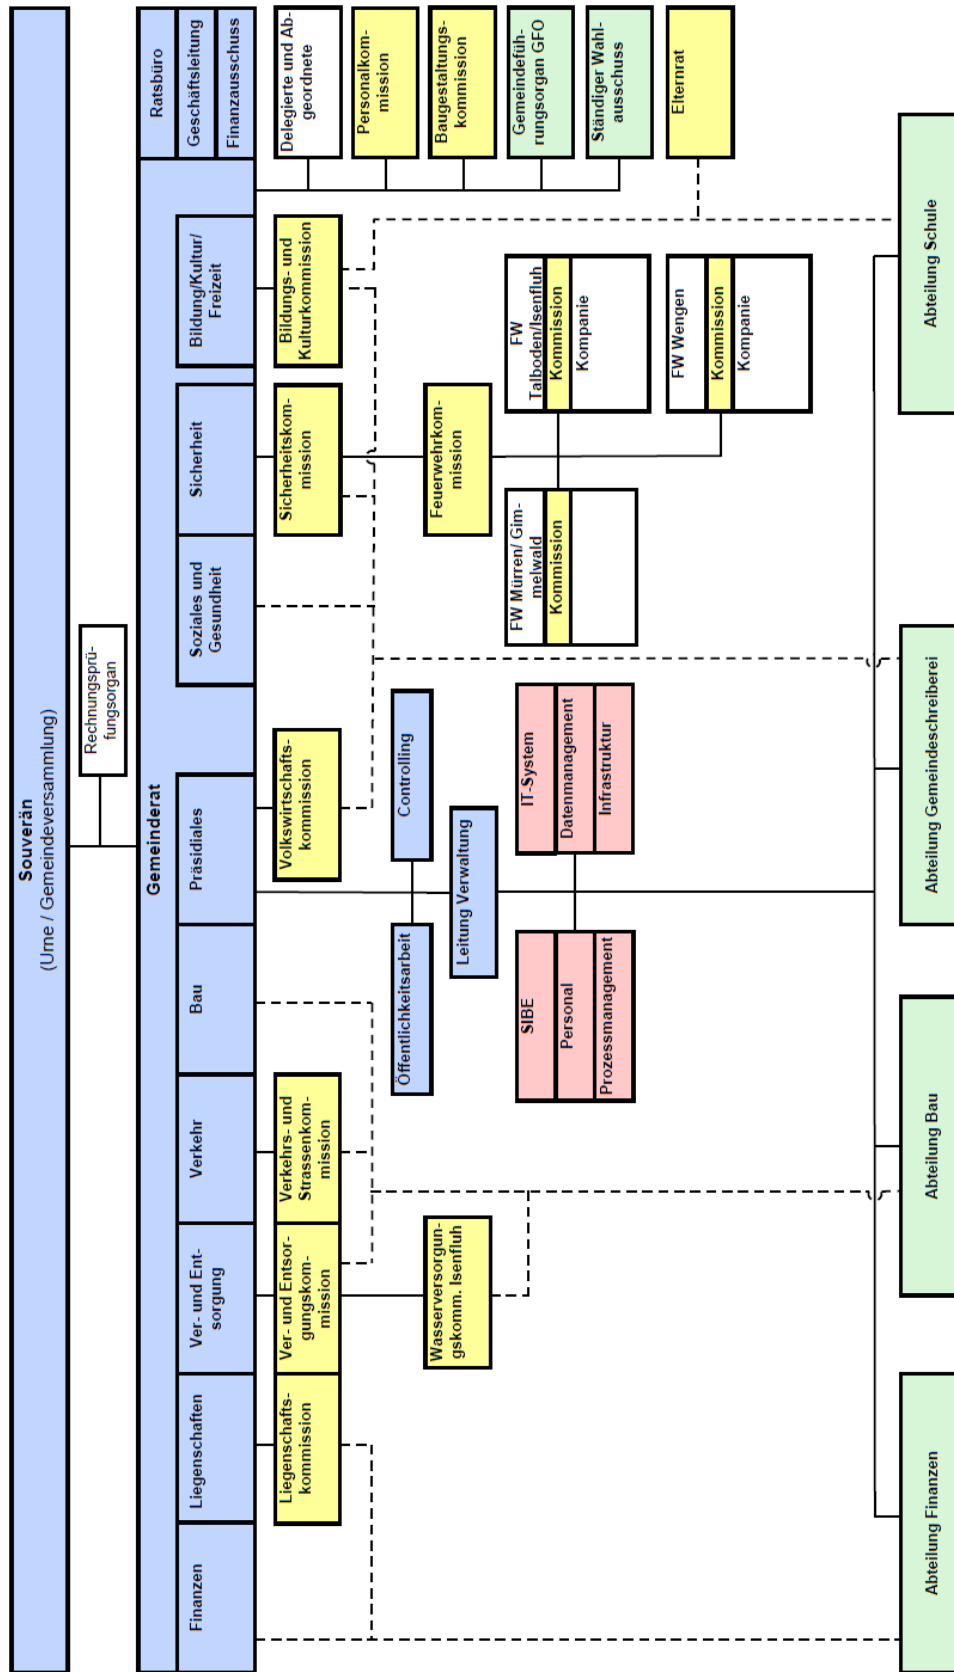 Souverän
(Urne / Gemeindeversammlung)
Rechnungsprü-
fungsorgan
Gemeinderat
Ratsbüro
Geschäftsleitung
Finanzausschuss
Finanzen
Liegenschaften
Ver- und Ent-
sorgung
Verkehr
Bau
Präsidiales
Soziales und
Gesundheit
Sicherheit
Bildung/Kultur/
Freizeit
Liegenschafts-
kommission
Ver- und Entsor-
gungskom-
mission
Verkehrs- und
Strassenkom-
mission
Volkswirtschafts-
kommission
Sicherheitskom-
mission
Bildungs- und
Kulturkommission
Delegierte und Ab-
geordnete
Personalkom-
mission
Baugestaltungs-
kommission
Gemeindefüh-
rungsorgan GFO
Ständiger Wahl-
ausschuss
Elternrat
Öffentlichkeitsarbeit
Controlling
Wasserversorgun-
gskomm. Isenfluh
Leitung Verwaltung
Feuerwehrkom-
mission
SIBE
Personal
Prozessmanagement
IT-System
Datenmanagement
Infrastruktur
FW Mürren/ Gim-
melwald
Kommission
FW
Talboden/Isenfluh
Kommission
Kompanie
FW Wengen
Kommission
Kompanie
Abteilung Finanzen
Abteilung Bau
Abteilung Gemeindeschreiberei
Abteilung Schule